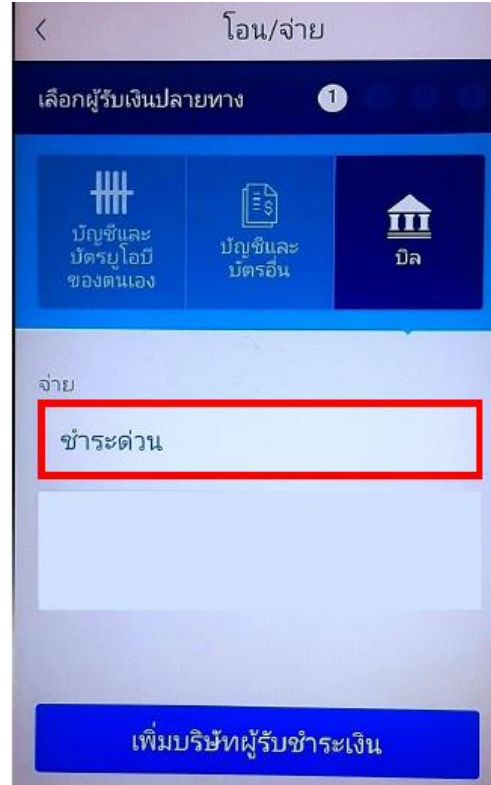 โอน/จ่าย
เลือกผู้รับเงินปลายทาง
1
บัญชีและ
บัตรยูโอบี
ของตนเอง
บัญชีและ
บัตรอื่น
บิล
จ่าย
ชำระด่วน
เพิ่มบริษัทผู้รับชำระเงิน